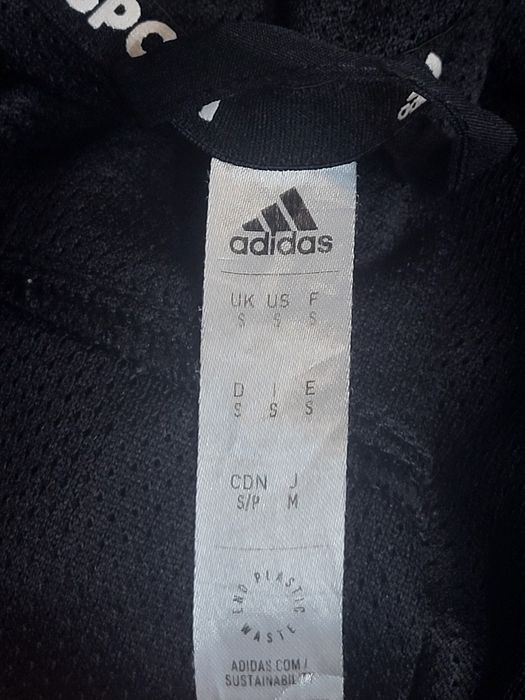 adidas
UK US F
S S S
D I E
S S S
CDN J
S/P M
END PLASTIC WASTE
ADIDAS.COM/
SUSTAINABILITY